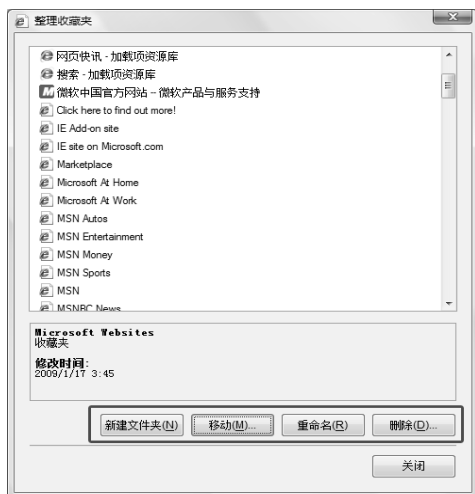 整理收藏夹
网页快讯 - 加载项资源库
搜索 - 加载项资源库
微软中国官方网站 – 微软产品与服务支持
Click here to find out more!
IE Add-on site
IE site on Microsoft.com
Marketplace
Microsoft At Home
Microsoft At Work
MSN Autos
MSN Entertainment
MSN Money
MSN Sports
MSN
MSNBC News
Microsoft Websites
收藏夹
修改时间:
2009/1/17 3:45
新建文件夹(N) 移动(M)... 重命名(R) 删除(D)...
关闭